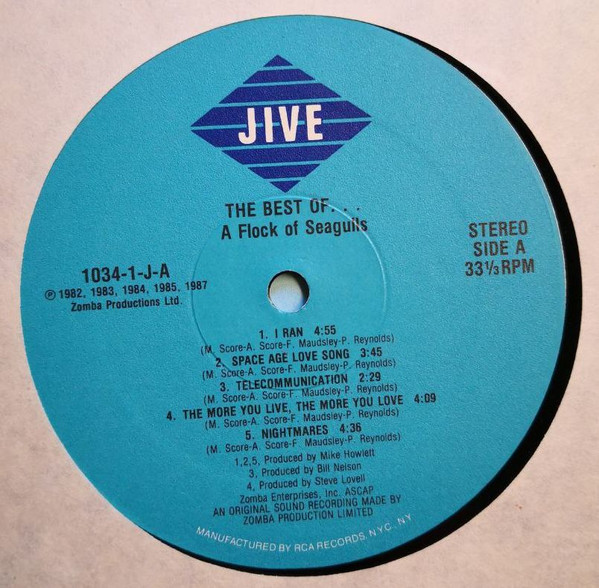 JIVE
THE BEST OF. . .
A Flock of Seagulls
STEREO
SIDE A
33⅓ RPM
1034-1-J-A
℗ 1982, 1983, 1984, 1985, 1987
Zomba Productions Ltd.
1. I RAN 4:55
(M. Score-A. Score-F. Maudsley-P. Reynolds)
2. SPACE AGE LOVE SONG 3:45
(M. Score-A. Score-F. Maudsley-P. Reynolds)
3. TELECOMMUNICATION 2:29
(M. Score-A. Score-F. Maudsley-P. Reynolds)
4. THE MORE YOU LIVE, THE MORE YOU LOVE 4:09
(M. Score-A. Score-F. Maudsley-P. Reynolds)
5. NIGHTMARES 4:36
(M. Score-A. Score-F. Maudsley-P. Reynolds)
1,2,5, Produced by Mike Howlett
3, Produced by Bill Nelson
4, Produced by Steve Lovell
Zomba Enterprises, Inc. ASCAP
AN ORIGINAL SOUND RECORDING MADE BY
ZOMBA PRODUCTION LIMITED
MANUFACTURED BY RCA RECORDS, N.Y.C., N.Y.